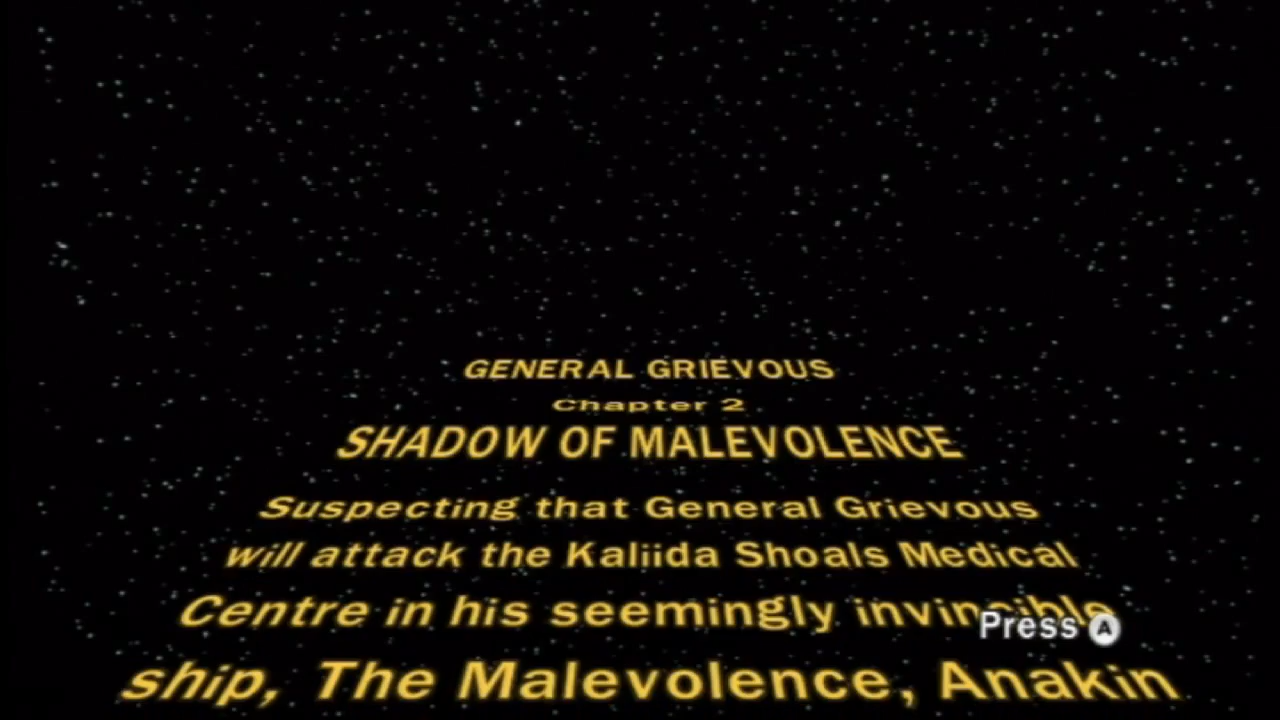 GENERAL GRIEVOUS
Chapter 2
SHADOW OF MALEVOLENCE
Suspecting that General Grievous
will attack the Kaliida Shoals Medical
Centre in his seemingly invincible
Press A
ship, The Malevolence, Anakin